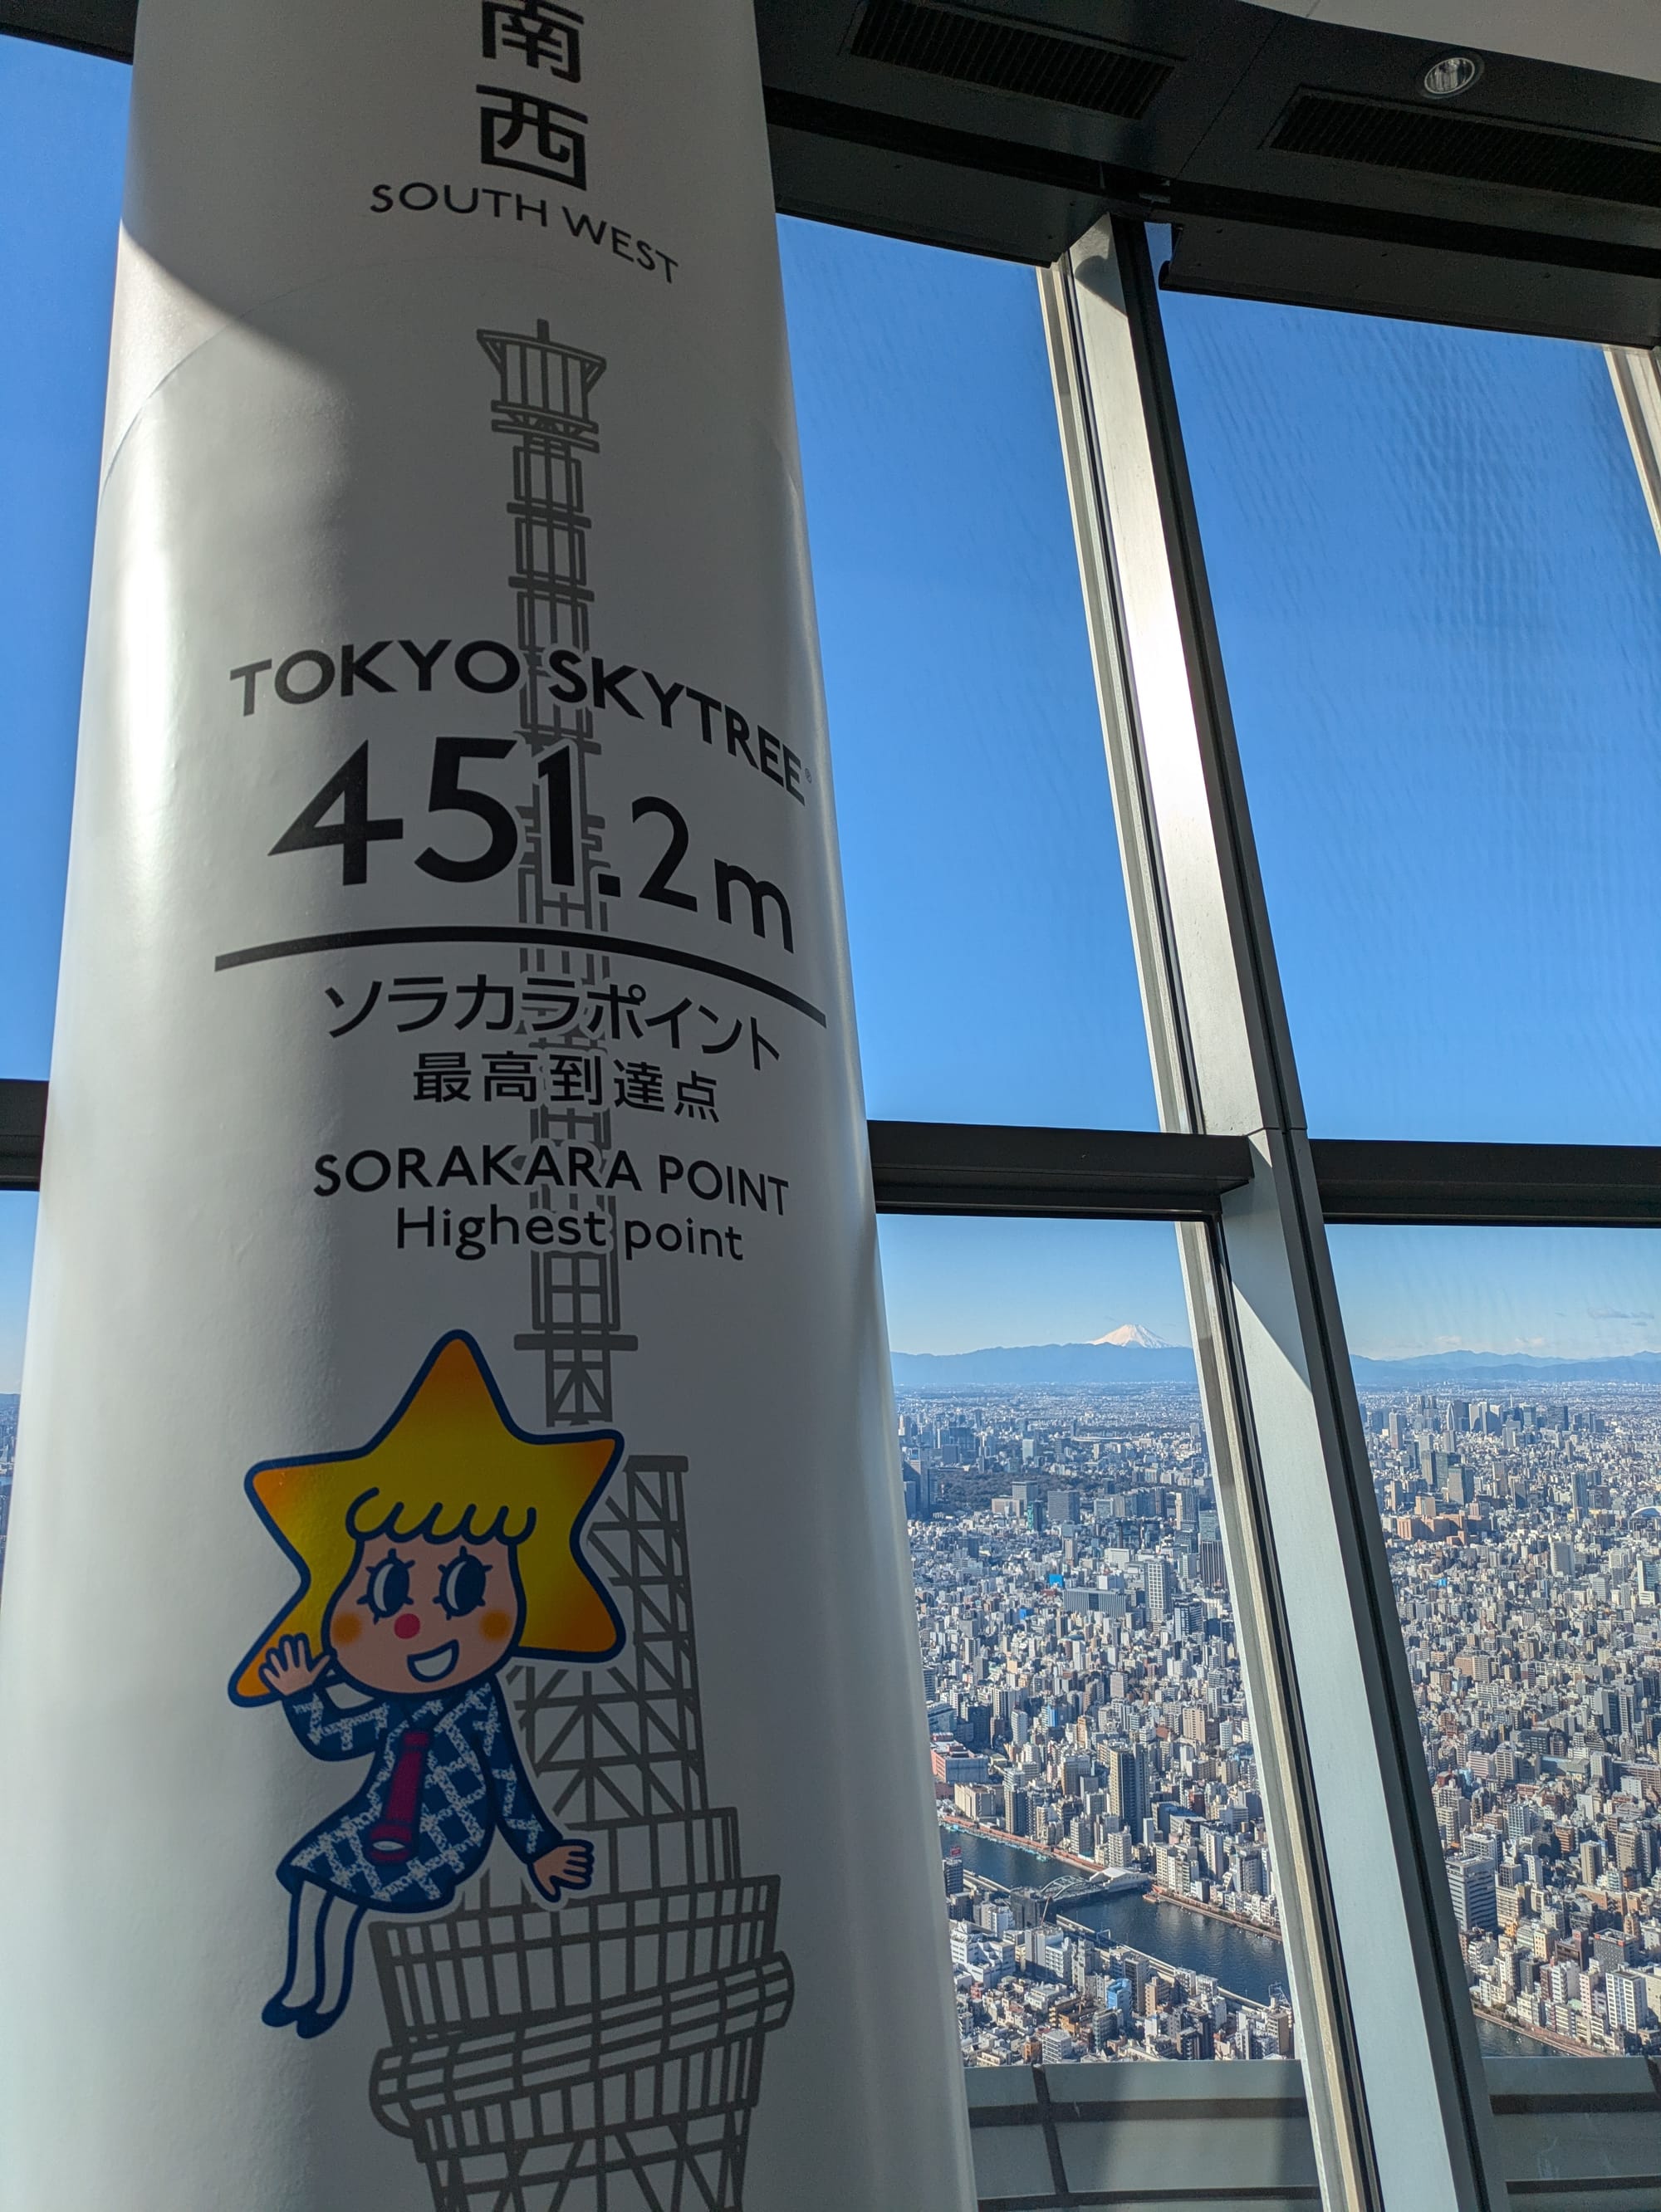 南
西
SOUTH WEST
TOKYO SKYTREE®
451.2m
ソラカラポイント
最高到達点
SORAKARA POINT
Highest point